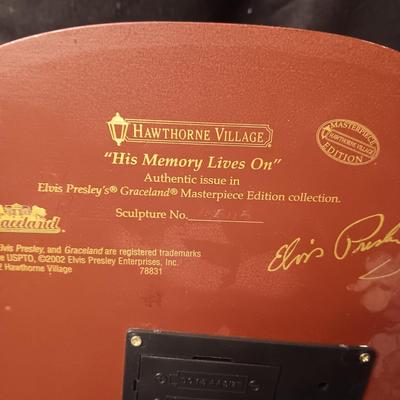 HAWTHORNE VILLAGE®
"His Memory Lives On"
Authentic issue in
Elvis Presley's® Graceland® Masterpiece Edition collection.
Sculpture No.
MASTERPIECE
HAWTHORNE VILLAGE
EDITION
Graceland
Elvis Presley, and Graceland are registered trademarks
e USPTO, ©2002 Elvis Presley Enterprises, Inc.
2 Hawthorne Village 78831
Elvis Presley